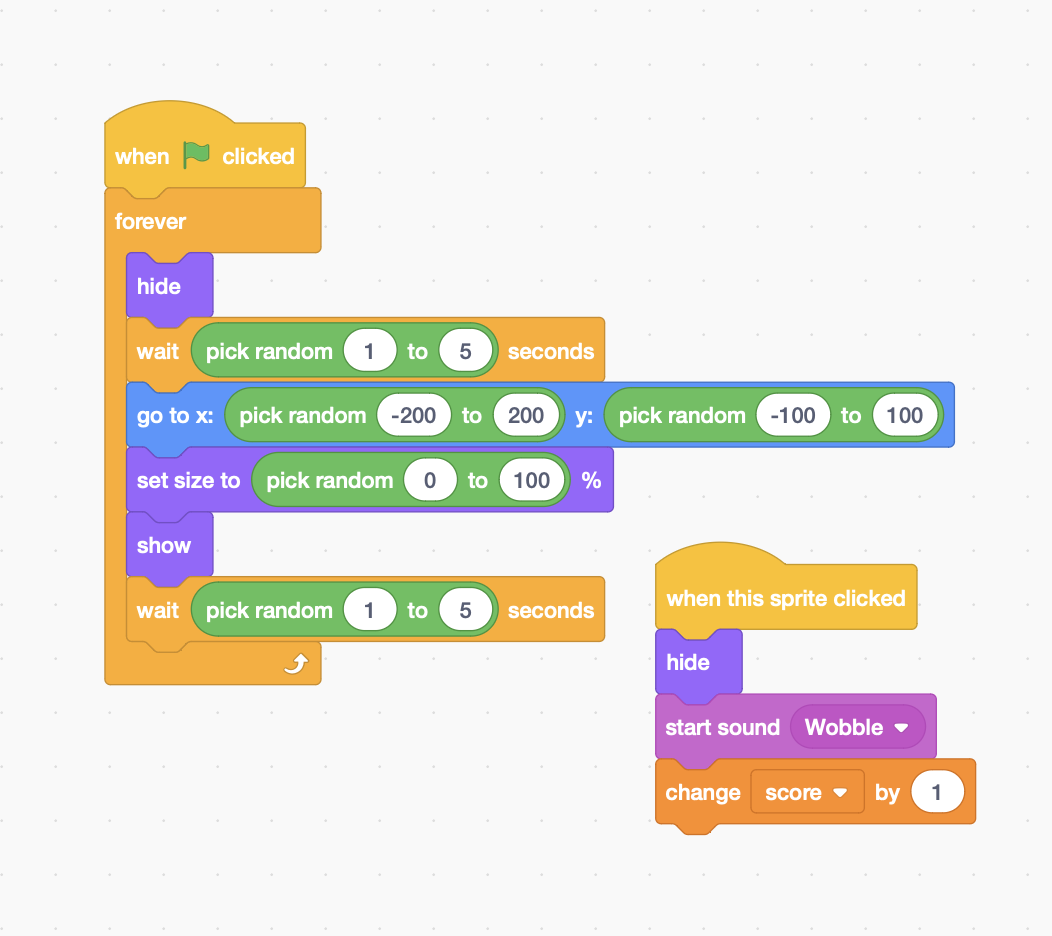 when clicked
forever
hide
wait pick random 1 to 5 seconds
go to x: pick random -200 to 200 y: pick random -100 to 100
set size to pick random 0 to 100 %
show
wait pick random 1 to 5 seconds
when this sprite clicked
hide
start sound Wobble
change score by 1